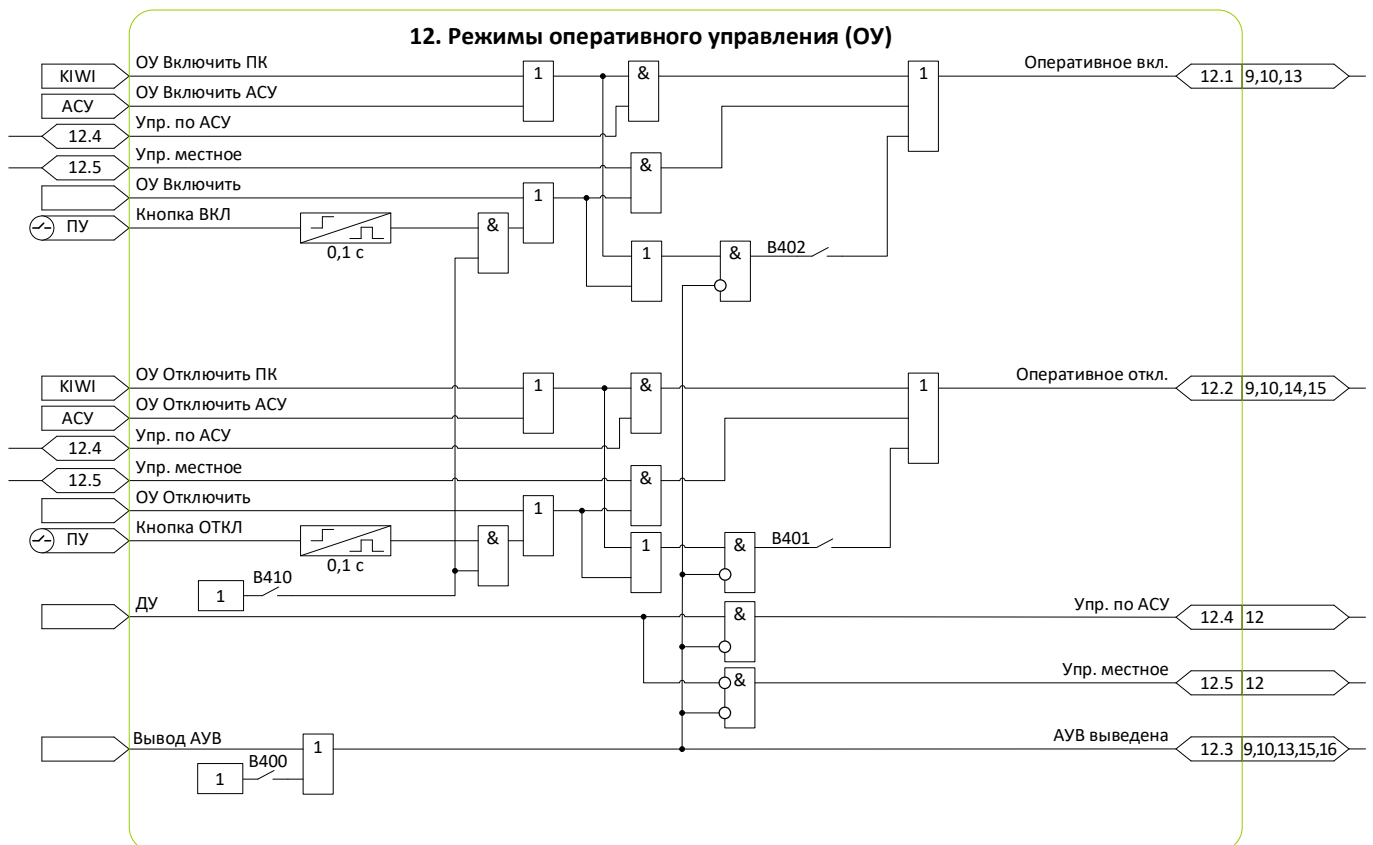 12. Режимы оперативного управления (ОУ)
KIWI ОУ Включить ПК 1 & 1 Оперативное вкл. 12.1 9,10,13
АСУ ОУ Включить АСУ
12.4 Упр. по АСУ
12.5 Упр. местное &
ОУ Включить 1
ПУ Кнопка ВКЛ 0,1 с &
1 & B402
KIWI ОУ Отключить ПК 1 & 1 Оперативное откл. 12.2 9,10,14,15
АСУ ОУ Отключить АСУ
12.4 Упр. по АСУ
12.5 Упр. местное &
ОУ Отключить 1
ПУ Кнопка ОТКЛ 0,1 с &
1 & B401
1 B410
ДУ & Упр. по АСУ 12.4 12
& Упр. местное 12.5 12
Вывод АУВ 1 АУВ выведена 12.3 9,10,13,15,16
1 B400